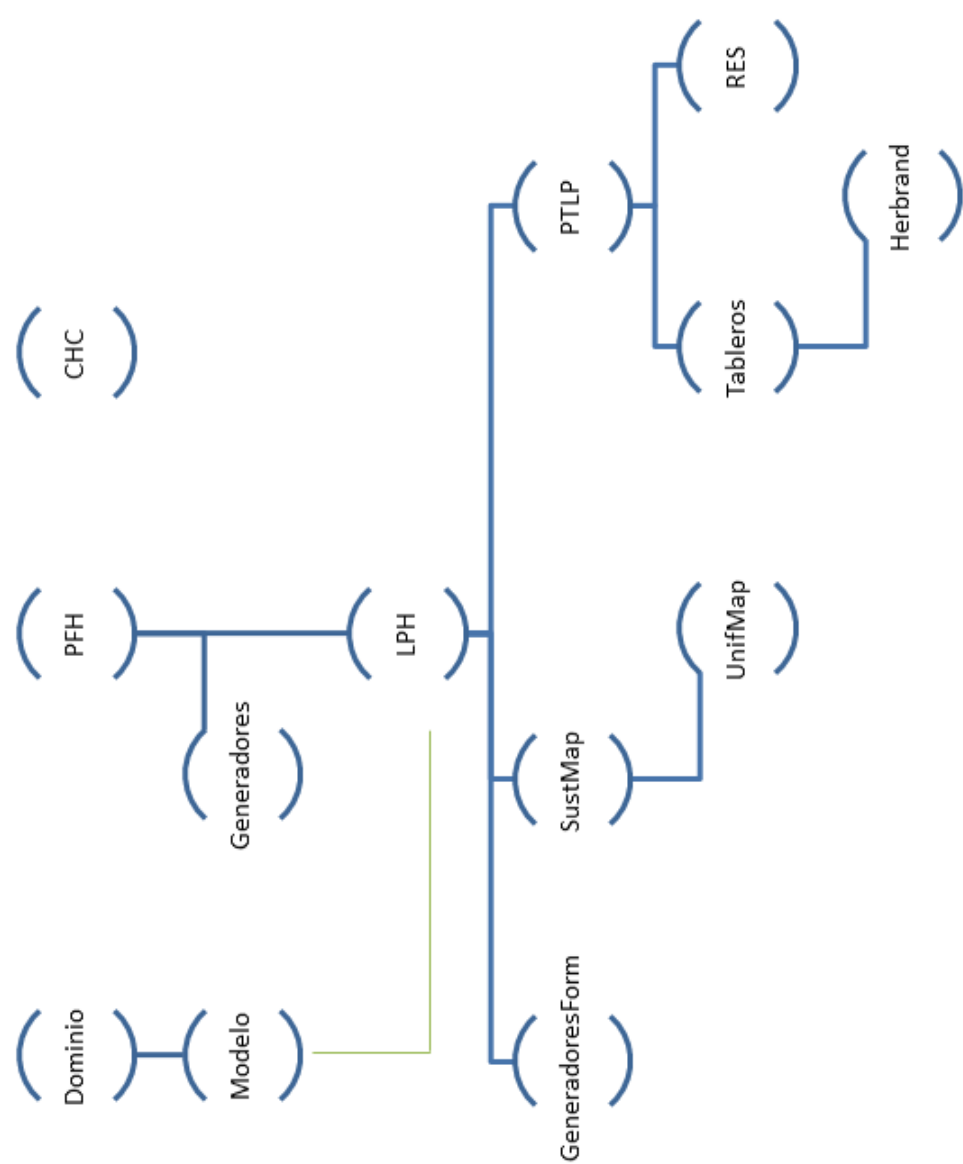 Dominio
PFH
CHC
Modelo
Generadores
LPH
GeneradoresForm
SustMap
PTLP
UnifMap
Tableros
RES
Herbrand